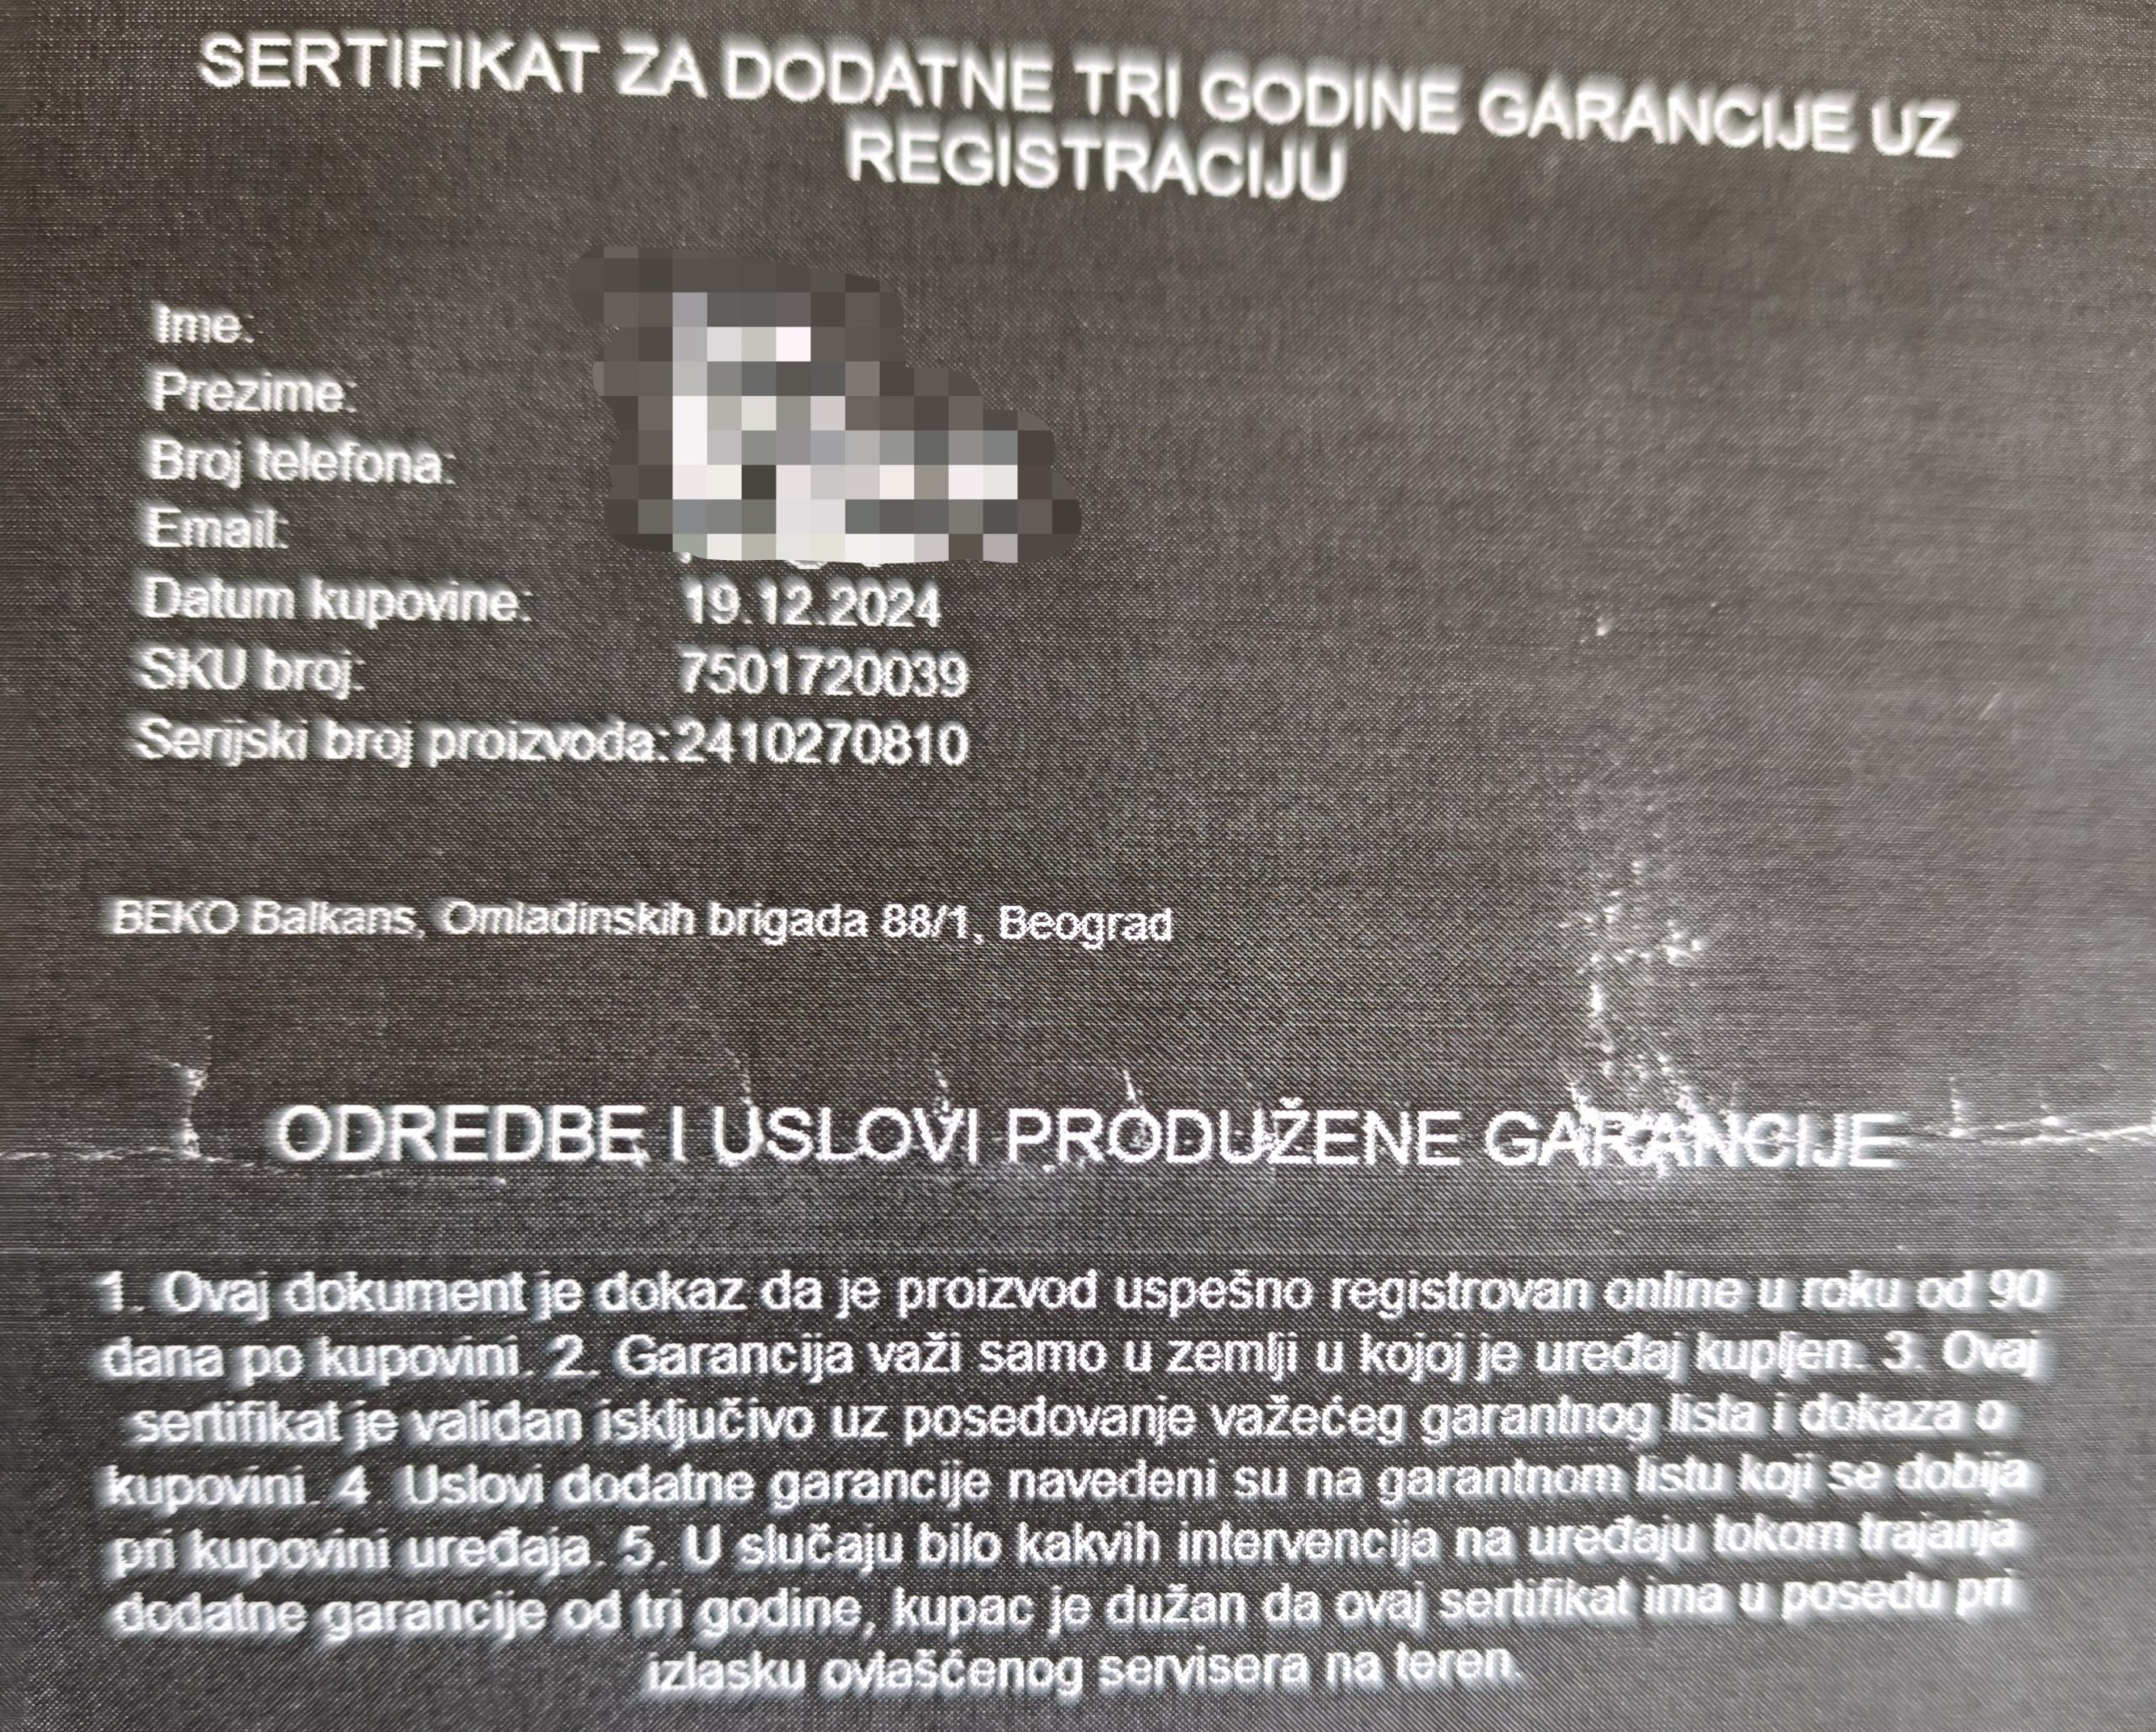 SERTIFIKAT ZA DODATNE TRI GODINE GARANCIJE UZ
REGISTRACIJU
Ime:
Prezime:
Broj telefona:
Email:
Datum kupovine: 19.12.2024
SKU broj: 7501720039
Serijski broj proizvoda: 2410270810
BEKO Balkans, Omladinskih brigada 88/1, Beograd
ODREDBE I USLOVI PRODUŽENE GARANCIJE
1. Ovaj dokument je dokaz da je proizvod uspešno registrovan online u roku od 90
dana po kupovini. 2. Garancija važi samo u zemlji u kojoj je uređaj kupljen. 3. Ovaj
sertifikat je validan isključivo uz posedovanje važećeg garantnog lista i dokaza o
kupovini. 4. Uslovi dodatne garancije navedeni su na garantnom listu koji se dobija
pri kupovini uređaja. 5. U slučaju bilo kakvih intervencija na uređaju tokom trajanja
dodatne garancije od tri godine, kupac je dužan da ovaj sertifikat ima u posedu pri
izlasku ovlašćenog servisera na teren.